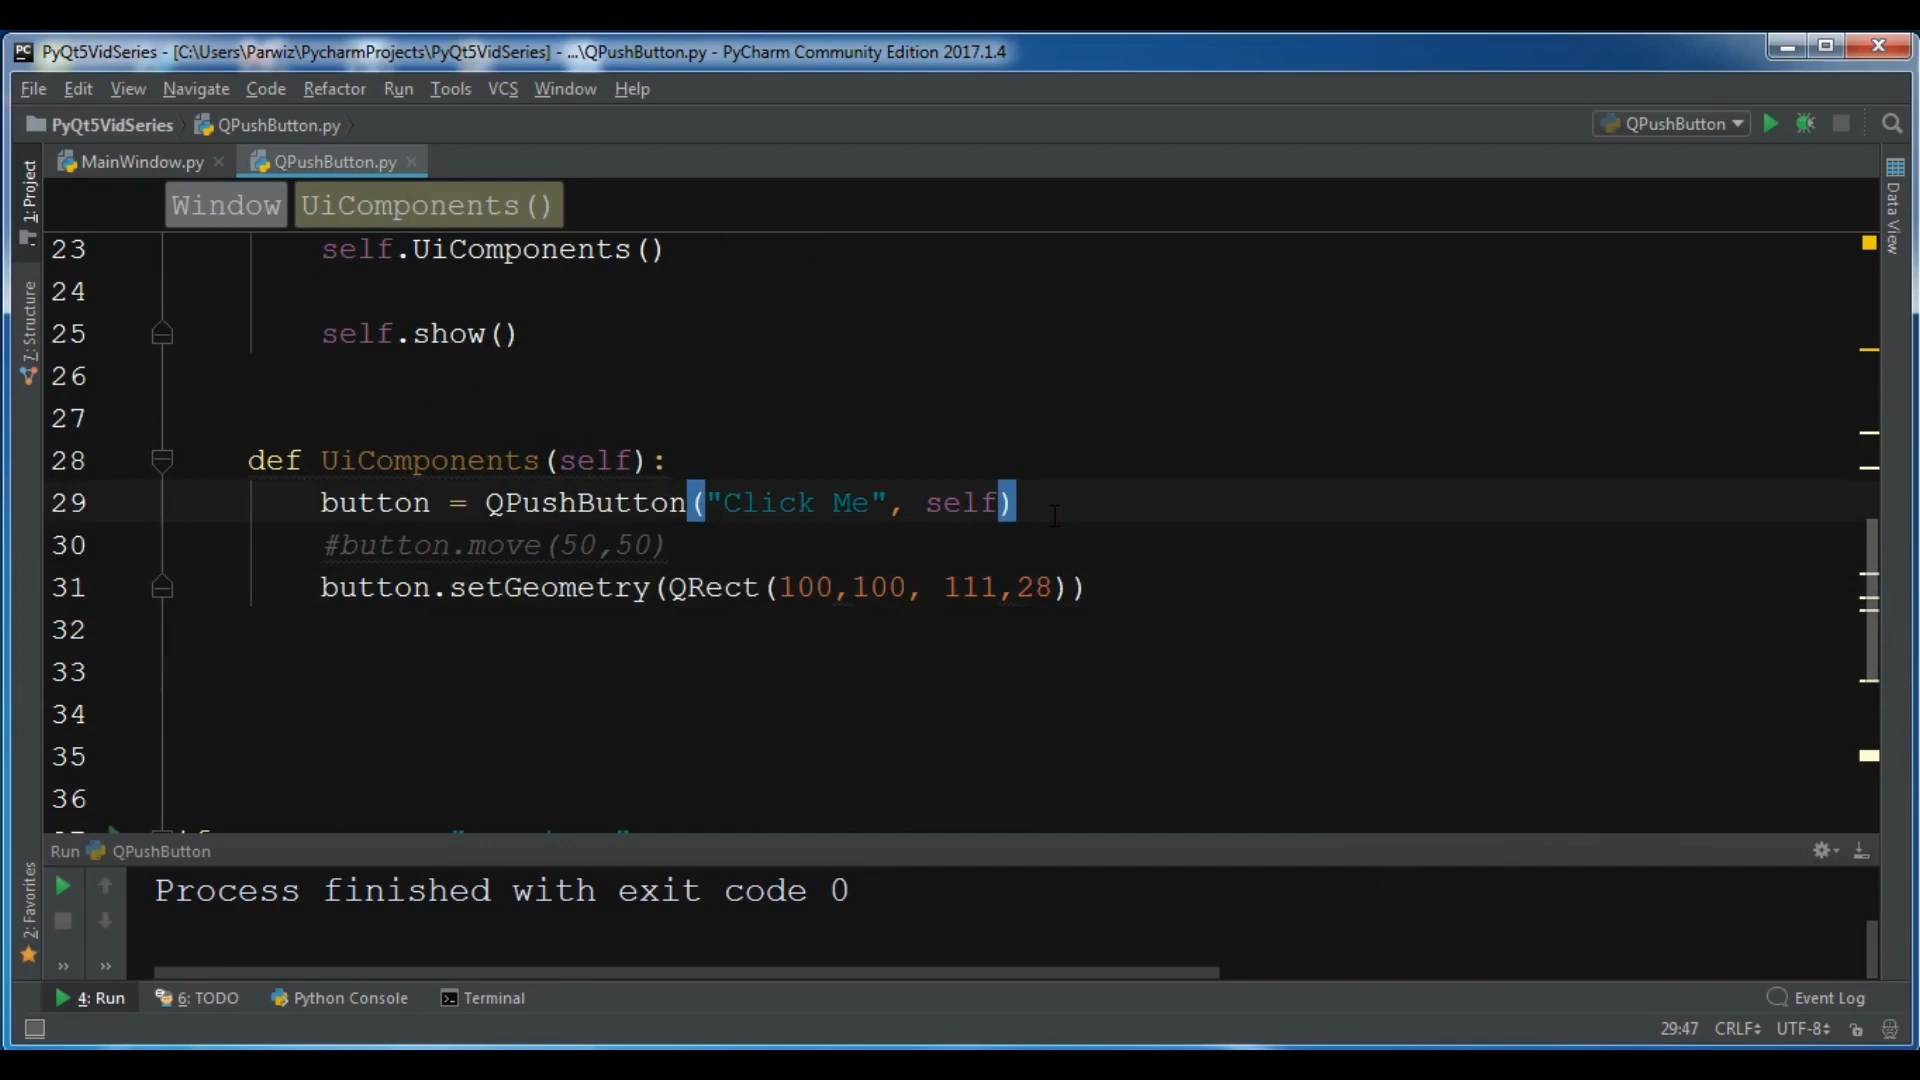 PyQt5VidSeries - [C:\Users\Parwiz\PycharmProjects\PyQt5VidSeries] - ...\QPushButton.py - PyCharm Community Edition 2017.1.4
File Edit View Navigate Code Refactor Run Tools VCS Window Help
PyQt5VidSeries QPushButton.py QPushButton
MainWindow.py QPushButton.py
1: Project
7: Structure
2: Favorites
Data View
Window UiComponents()
23 self.UiComponents()
24
25 self.show()
26
27
28 def UiComponents(self):
29 button = QPushButton("Click Me", self)
30 #button.move(50,50)
31 button.setGeometry(QRect(100,100, 111,28))
32
33
34
35
36
Run QPushButton
Process finished with exit code 0
4: Run 6: TODO Python Console Terminal Event Log
29:47 CRLF UTF-8